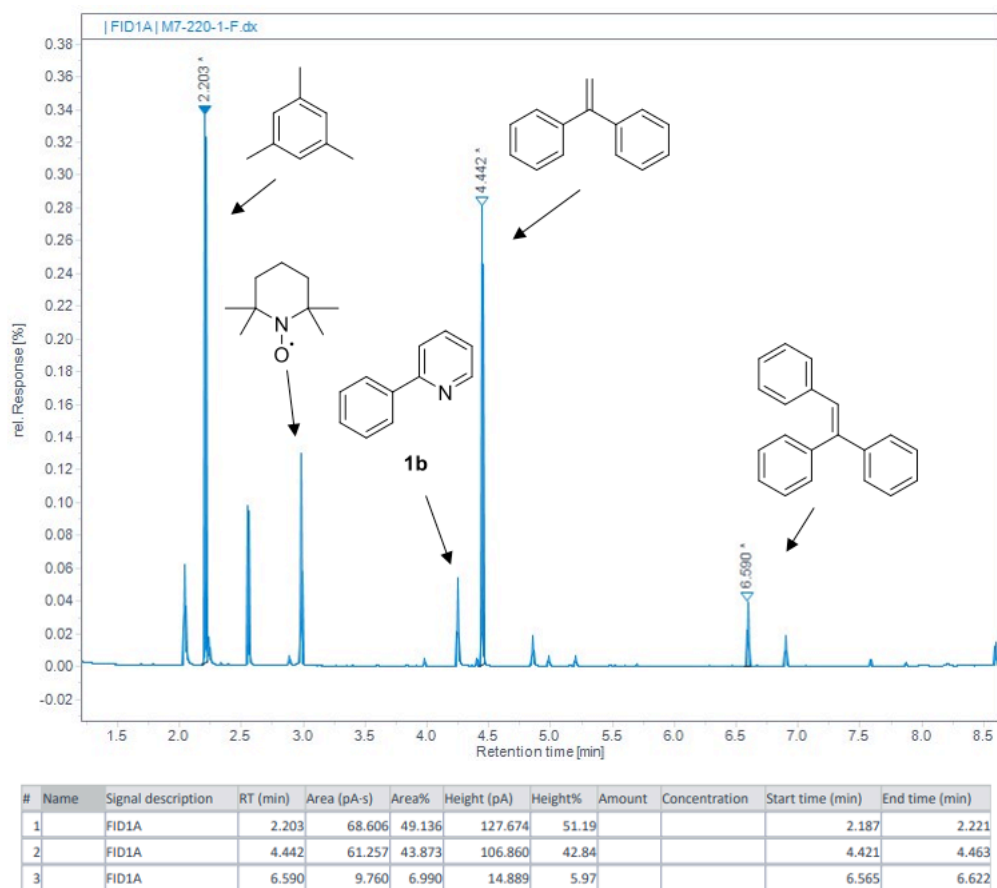 | FID1A | M7-220-1-F.dx
rel. Response [%]
0.38
0.36
0.34
0.32
0.30
0.28
0.26
0.24
0.22
0.20
0.18
0.16
0.14
0.12
0.10
0.08
0.06
0.04
0.02
0.00
-0.02
2.203 *
4.442 *
6.590 *
N
O•
N
1b
1.5 2.0 2.5 3.0 3.5 4.0 4.5 5.0 5.5 6.0 6.5 7.0 7.5 8.0 8.5
Retention time [min]
# Name Signal description RT (min) Area (pA·s) Area% Height (pA) Height% Amount Concentration Start time (min) End time (min)
1 FID1A 2.203 68.606 49.136 127.674 51.19 2.187 2.221
2 FID1A 4.442 61.257 43.873 106.860 42.84 4.421 4.463
3 FID1A 6.590 9.760 6.990 14.889 5.97 6.565 6.622